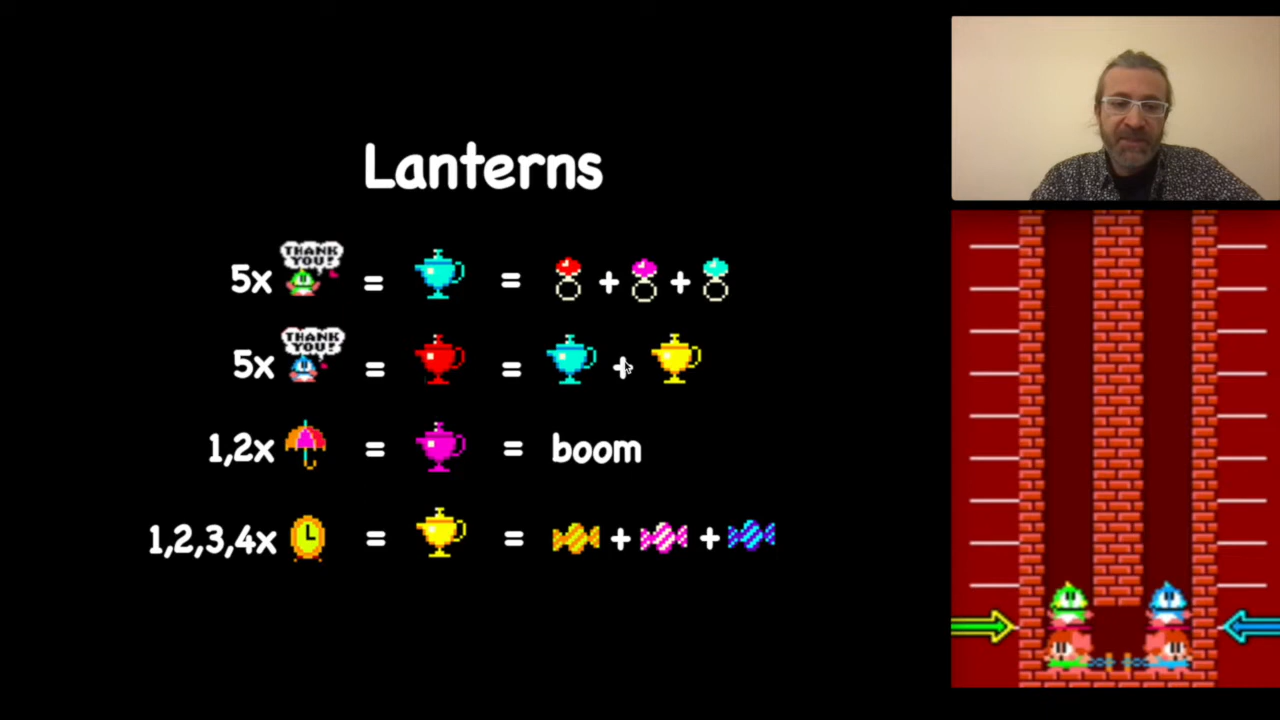 Lanterns
THANK
YOU!
5x = = + +
THANK
YOU!
5x = = +
1,2x = = boom
1,2,3,4x = = + +